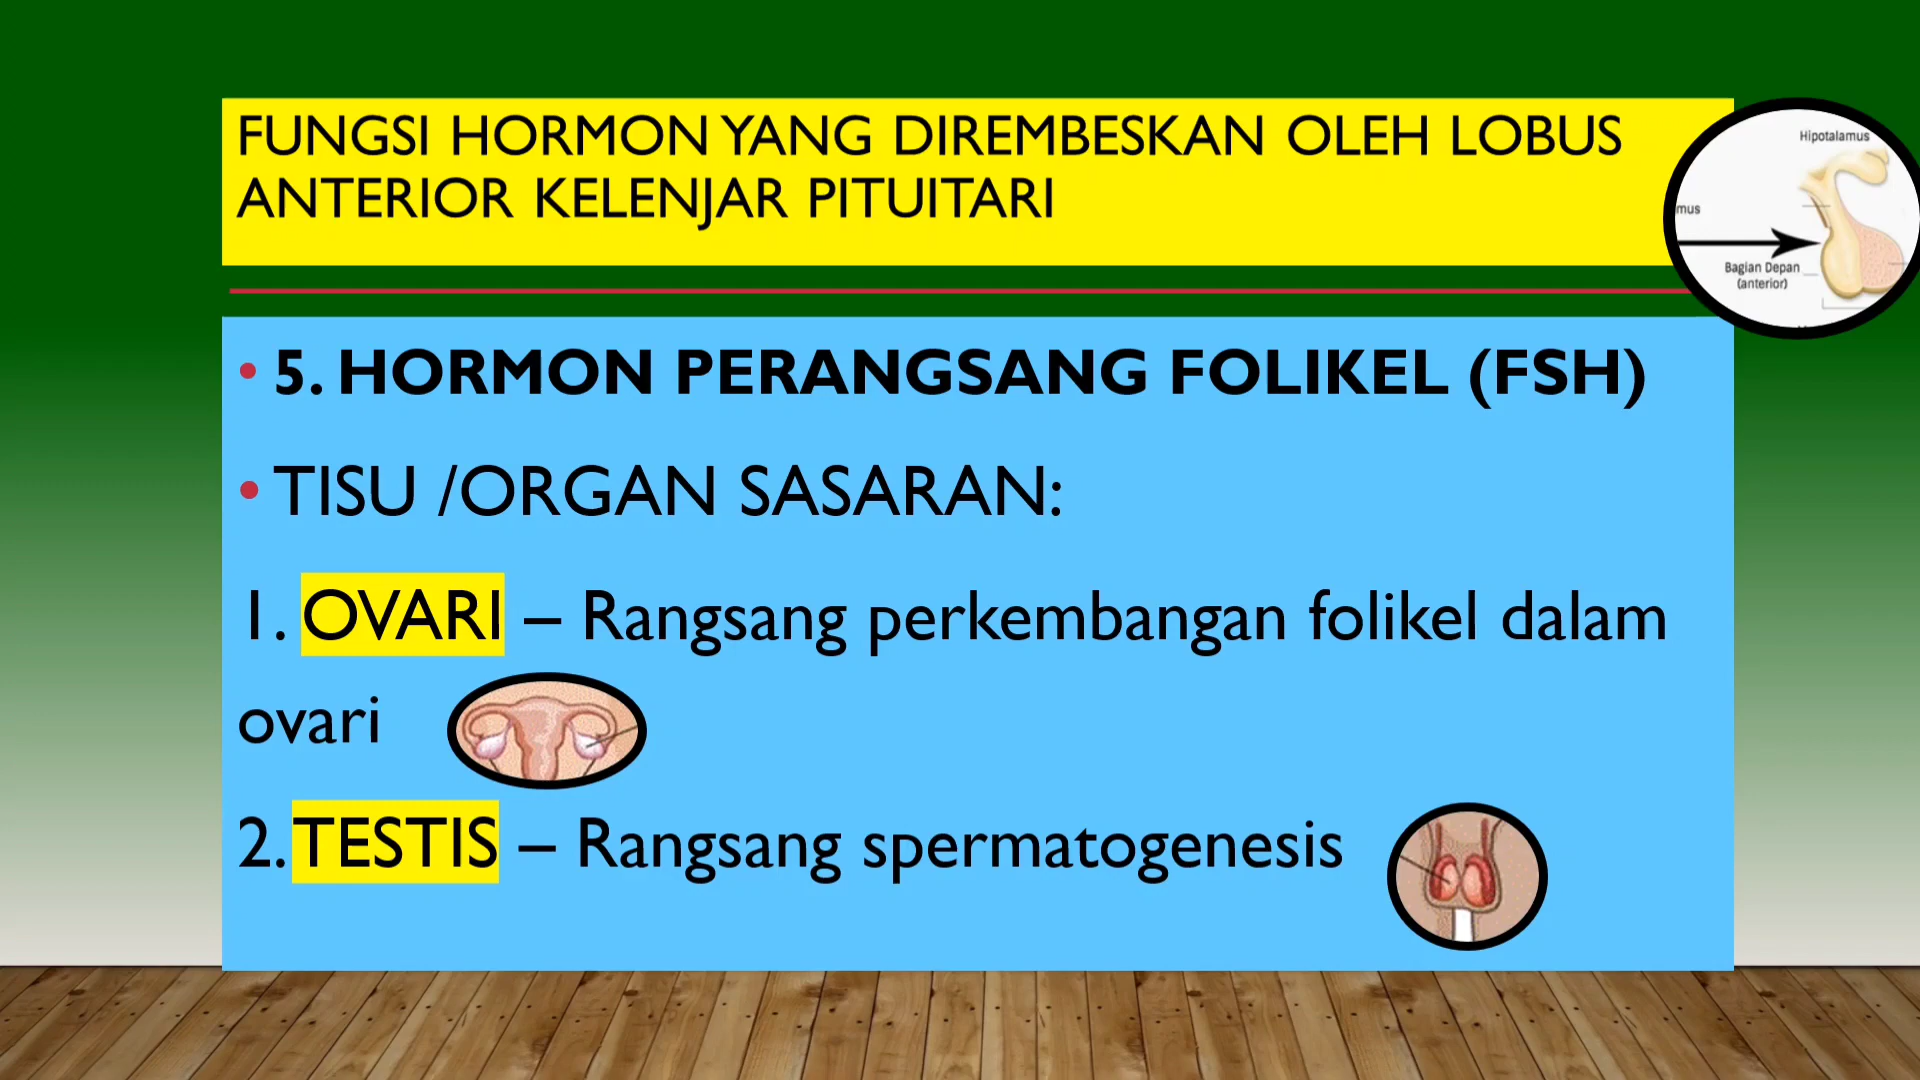 FUNGSI HORMON YANG DIREMBESKAN OLEH LOBUS
ANTERIOR KELENJAR PITUITARI
Hipotalamus
mus
Bagian Depan
(anterior)
• 5. HORMON PERANGSANG FOLIKEL (FSH)
• TISU /ORGAN SASARAN:
1. OVARI – Rangsang perkembangan folikel dalam
ovari
2. TESTIS – Rangsang spermatogenesis